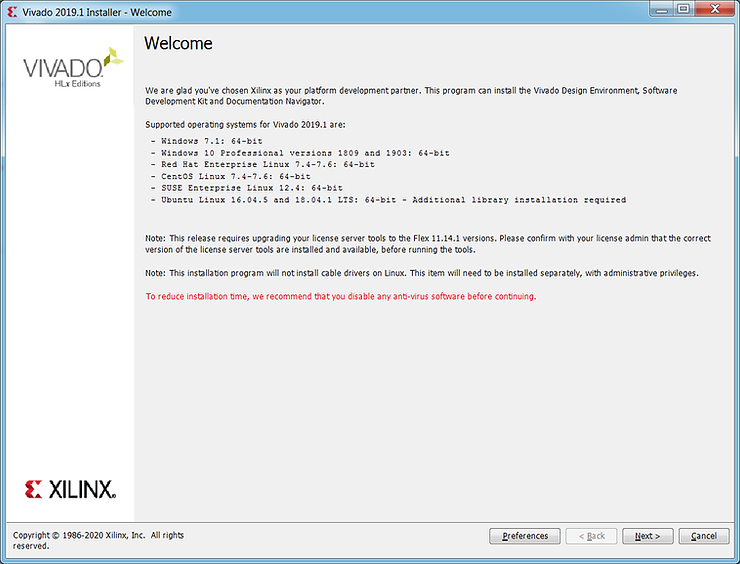 Vivado 2019.1 Installer - Welcome
VIVADO.
HLx Editions
Welcome
We are glad you've chosen Xilinx as your platform development partner. This program can install the Vivado Design Environment, Software
Development Kit and Documentation Navigator.
Supported operating systems for Vivado 2019.1 are:
- Windows 7.1: 64-bit
- Windows 10 Professional versions 1809 and 1903: 64-bit
- Red Hat Enterprise Linux 7.4-7.6: 64-bit
- CentOS Linux 7.4-7.6: 64-bit
- SUSE Enterprise Linux 12.4: 64-bit
- Ubuntu Linux 16.04.5 and 18.04.1 LTS: 64-bit - Additional library installation required
Note: This release requires upgrading your license server tools to the Flex 11.14.1 versions. Please confirm with your license admin that the correct
version of the license server tools are installed and available, before running the tools.
Note: This installation program will not install cable drivers on Linux. This item will need to be installed separately, with administrative privileges.
To reduce installation time, we recommend that you disable any anti-virus software before continuing.
XILINX®
Copyright © 1986-2020 Xilinx, Inc. All rights
reserved.
Preferences
< Back
Next >
Cancel